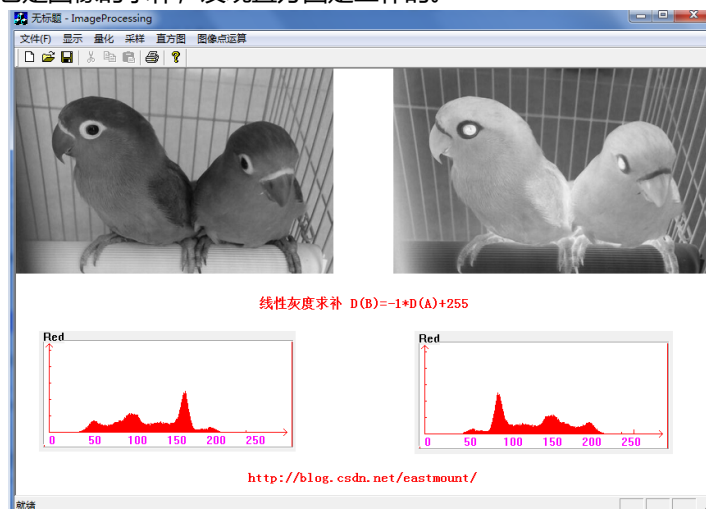 无标题 - ImageProcessing
文件(F) 显示 量化 采样 直方图 图像点运算
线性灰度求补 D(B)=-1*D(A)+255
Red
0 50 100 150 200 250
Red
0 50 100 150 200 250
http://blog.csdn.net/eastmount/
就绪